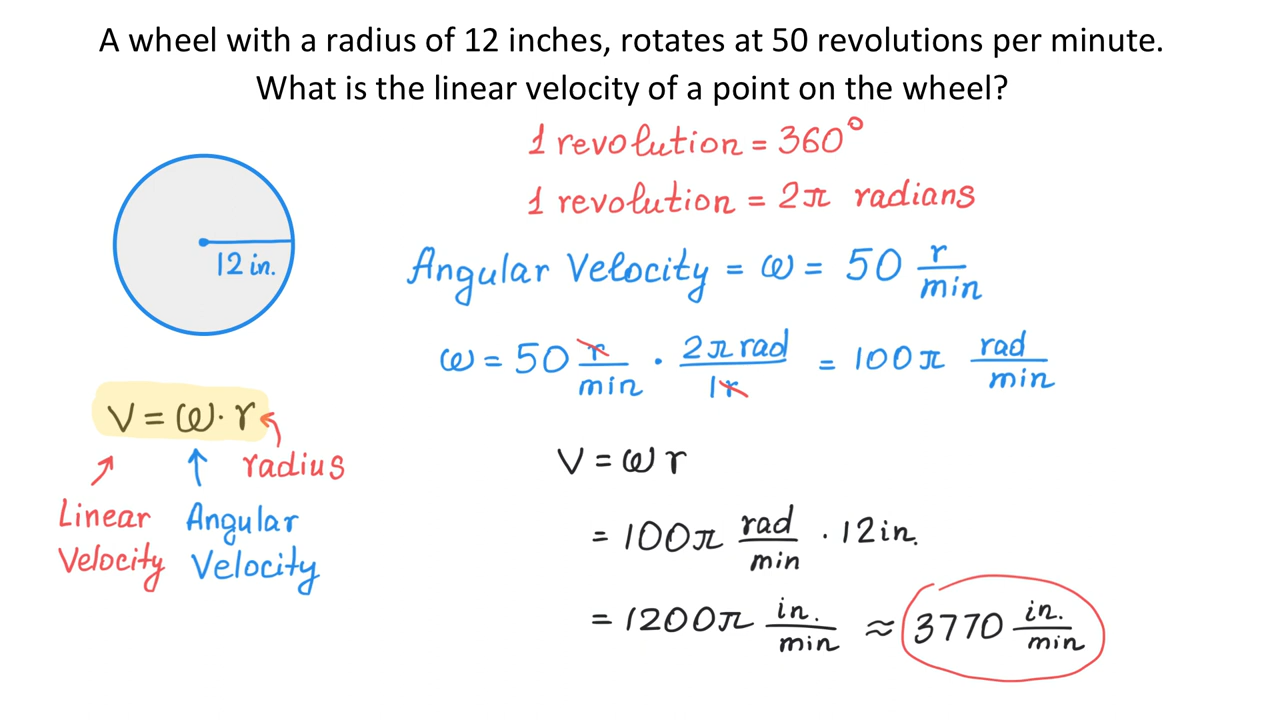 A wheel with a radius of 12 inches, rotates at 50 revolutions per minute.
What is the linear velocity of a point on the wheel?
1 revolution = 360°
1 revolution = 2π radians
12 in.
Angular Velocity = ω = 50 r/min
ω = 50 r/min · 2π rad/1r = 100π rad/min
V = ω · r
radius
Linear Velocity
Angular Velocity
V = ω r
= 100π rad/min · 12 in.
= 1200π in./min ≈ 3770 in./min